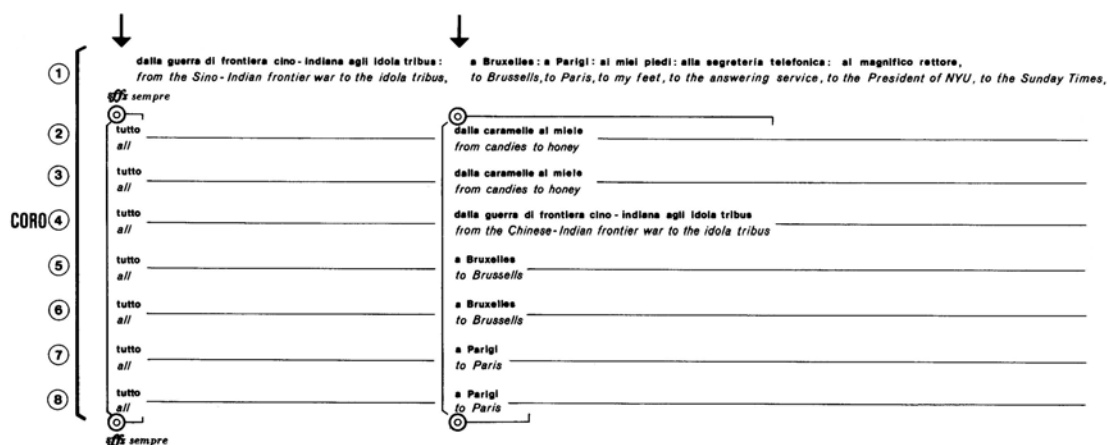 dalla guerra di frontiera cino-indiana agli idola tribus: a Bruxelles: a Parigi: ai miei piedi: alla segreteria telefonica: al magnifico rettore,
① from the Sino-Indian frontier war to the idola tribus, to Brussells, to Paris, to my feet, to the answering service, to the President of NYU, to the Sunday Times,
sffz sempre
② tutto dalla caramelle al miele
all from candies to honey
③ tutto dalla caramelle al miele
all from candies to honey
CORO ④ tutto dalla guerra di frontiera cino-indiana agli idola tribus
all from the Chinese-Indian frontier war to the idola tribus
⑤ tutto a Bruxelles
all to Brussells
⑥ tutto a Bruxelles
all to Brussells
⑦ tutto a Parigi
all to Paris
⑧ tutto a Parigi
all to Paris
sffz sempre